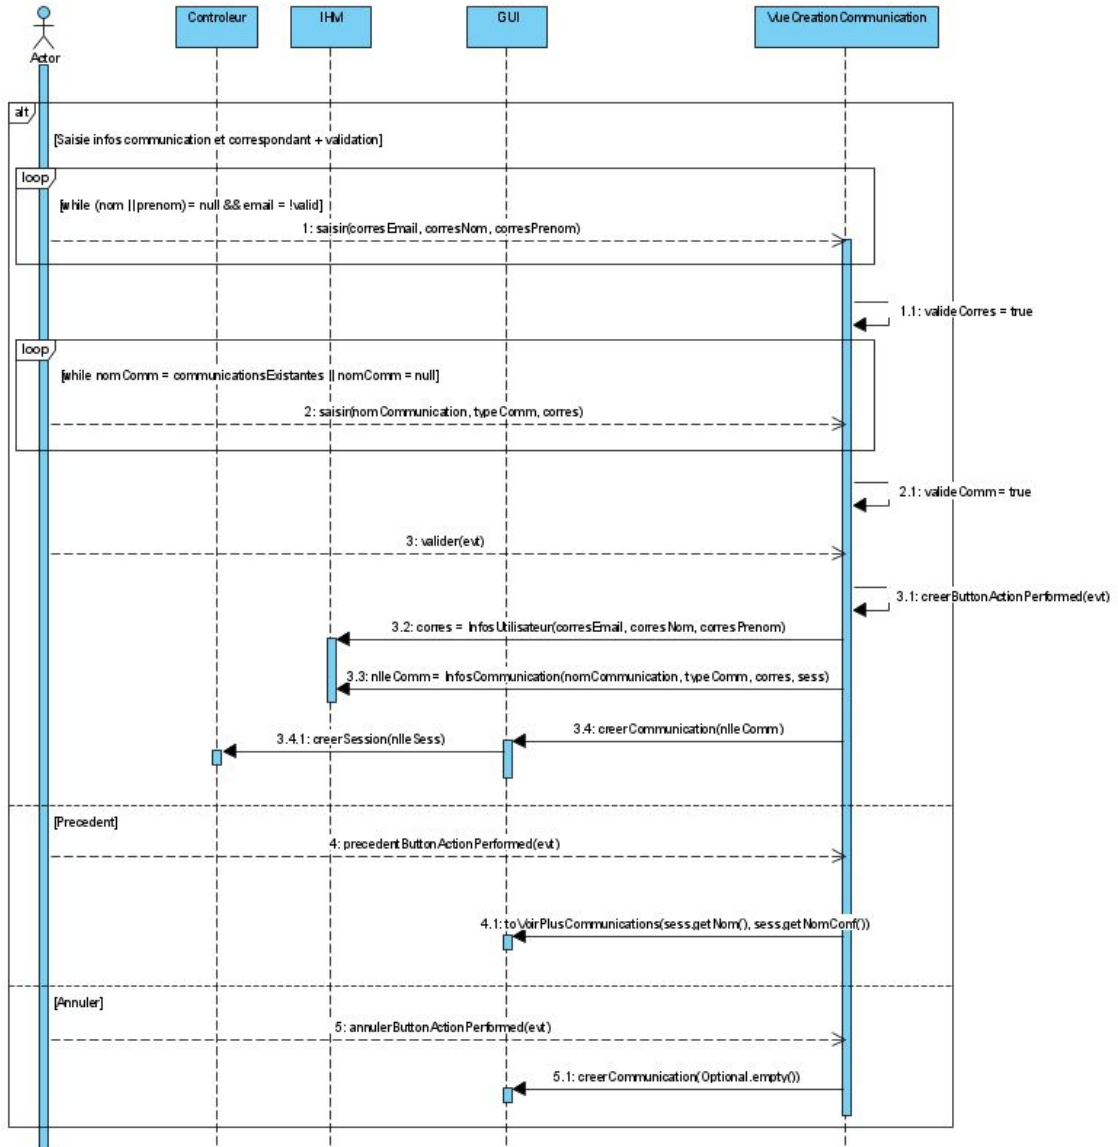 Controleur
IHM
GUI
Vue Creation Communication
Actor
alt
[Saisie infos communication et correspondant + validation]
loop
[while (nom || prenom) = null && email = !valid]
1: saisir(corresEmail, corresNom, corresPrenom)
1.1: valideCorres = true
loop
[while nomComm = communicationsExistantes || nomComm = null]
2: saisir(nomCommunication, typeComm, corres)
2.1: valideComm = true
3: valider(evt)
3.1: creerButtonActionPerformed(evt)
3.2: corres = InfosUtilisateur(corresEmail, corresNom, corresPrenom)
3.3: nlleComm = InfosCommunication(nomCommunication, typeComm, corres, sess)
3.4: creerCommunication(nlleComm)
3.4.1: creerSession(nlleSess)
[Precedent]
4: precedentButtonActionPerformed(evt)
4.1: toVoirPlusCommunications(sess.getNom(), sess.getNomConf())
[Annuler]
5: annulerButtonActionPerformed(evt)
5.1: creerCommunication(Optional.empty())